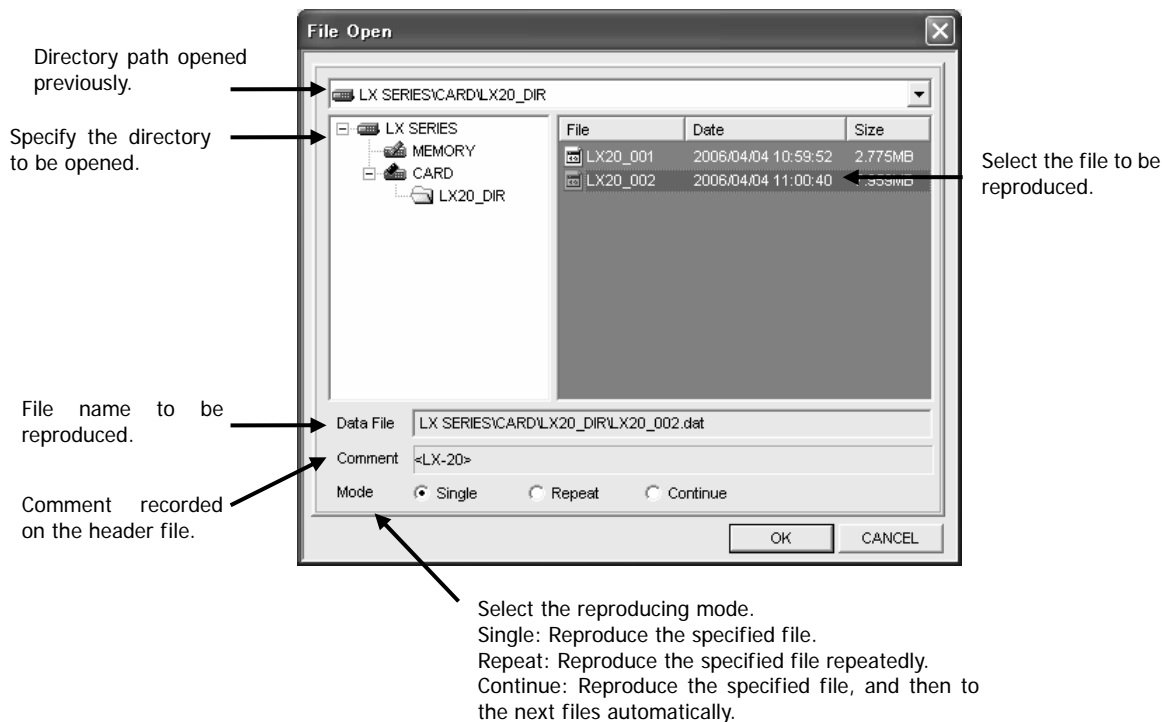 File Open
Directory path opened
previously.
LX SERIES\CARD\LX20_DIR
Specify the directory
to be opened.
LX SERIES
MEMORY
CARD
LX20_DIR
File Date Size
LX20_001 2006/04/04 10:59:52 2.775MB
LX20_002 2006/04/04 11:00:40
Select the file to be
reproduced.
File name to be
reproduced.
Data File LX SERIES\CARD\LX20_DIR\LX20_002.dat
Comment <LX-20>
Mode Single Repeat Continue
Comment recorded
on the header file.
OK CANCEL
Select the reproducing mode.
Single: Reproduce the specified file.
Repeat: Reproduce the specified file repeatedly.
Continue: Reproduce the specified file, and then to
the next files automatically.